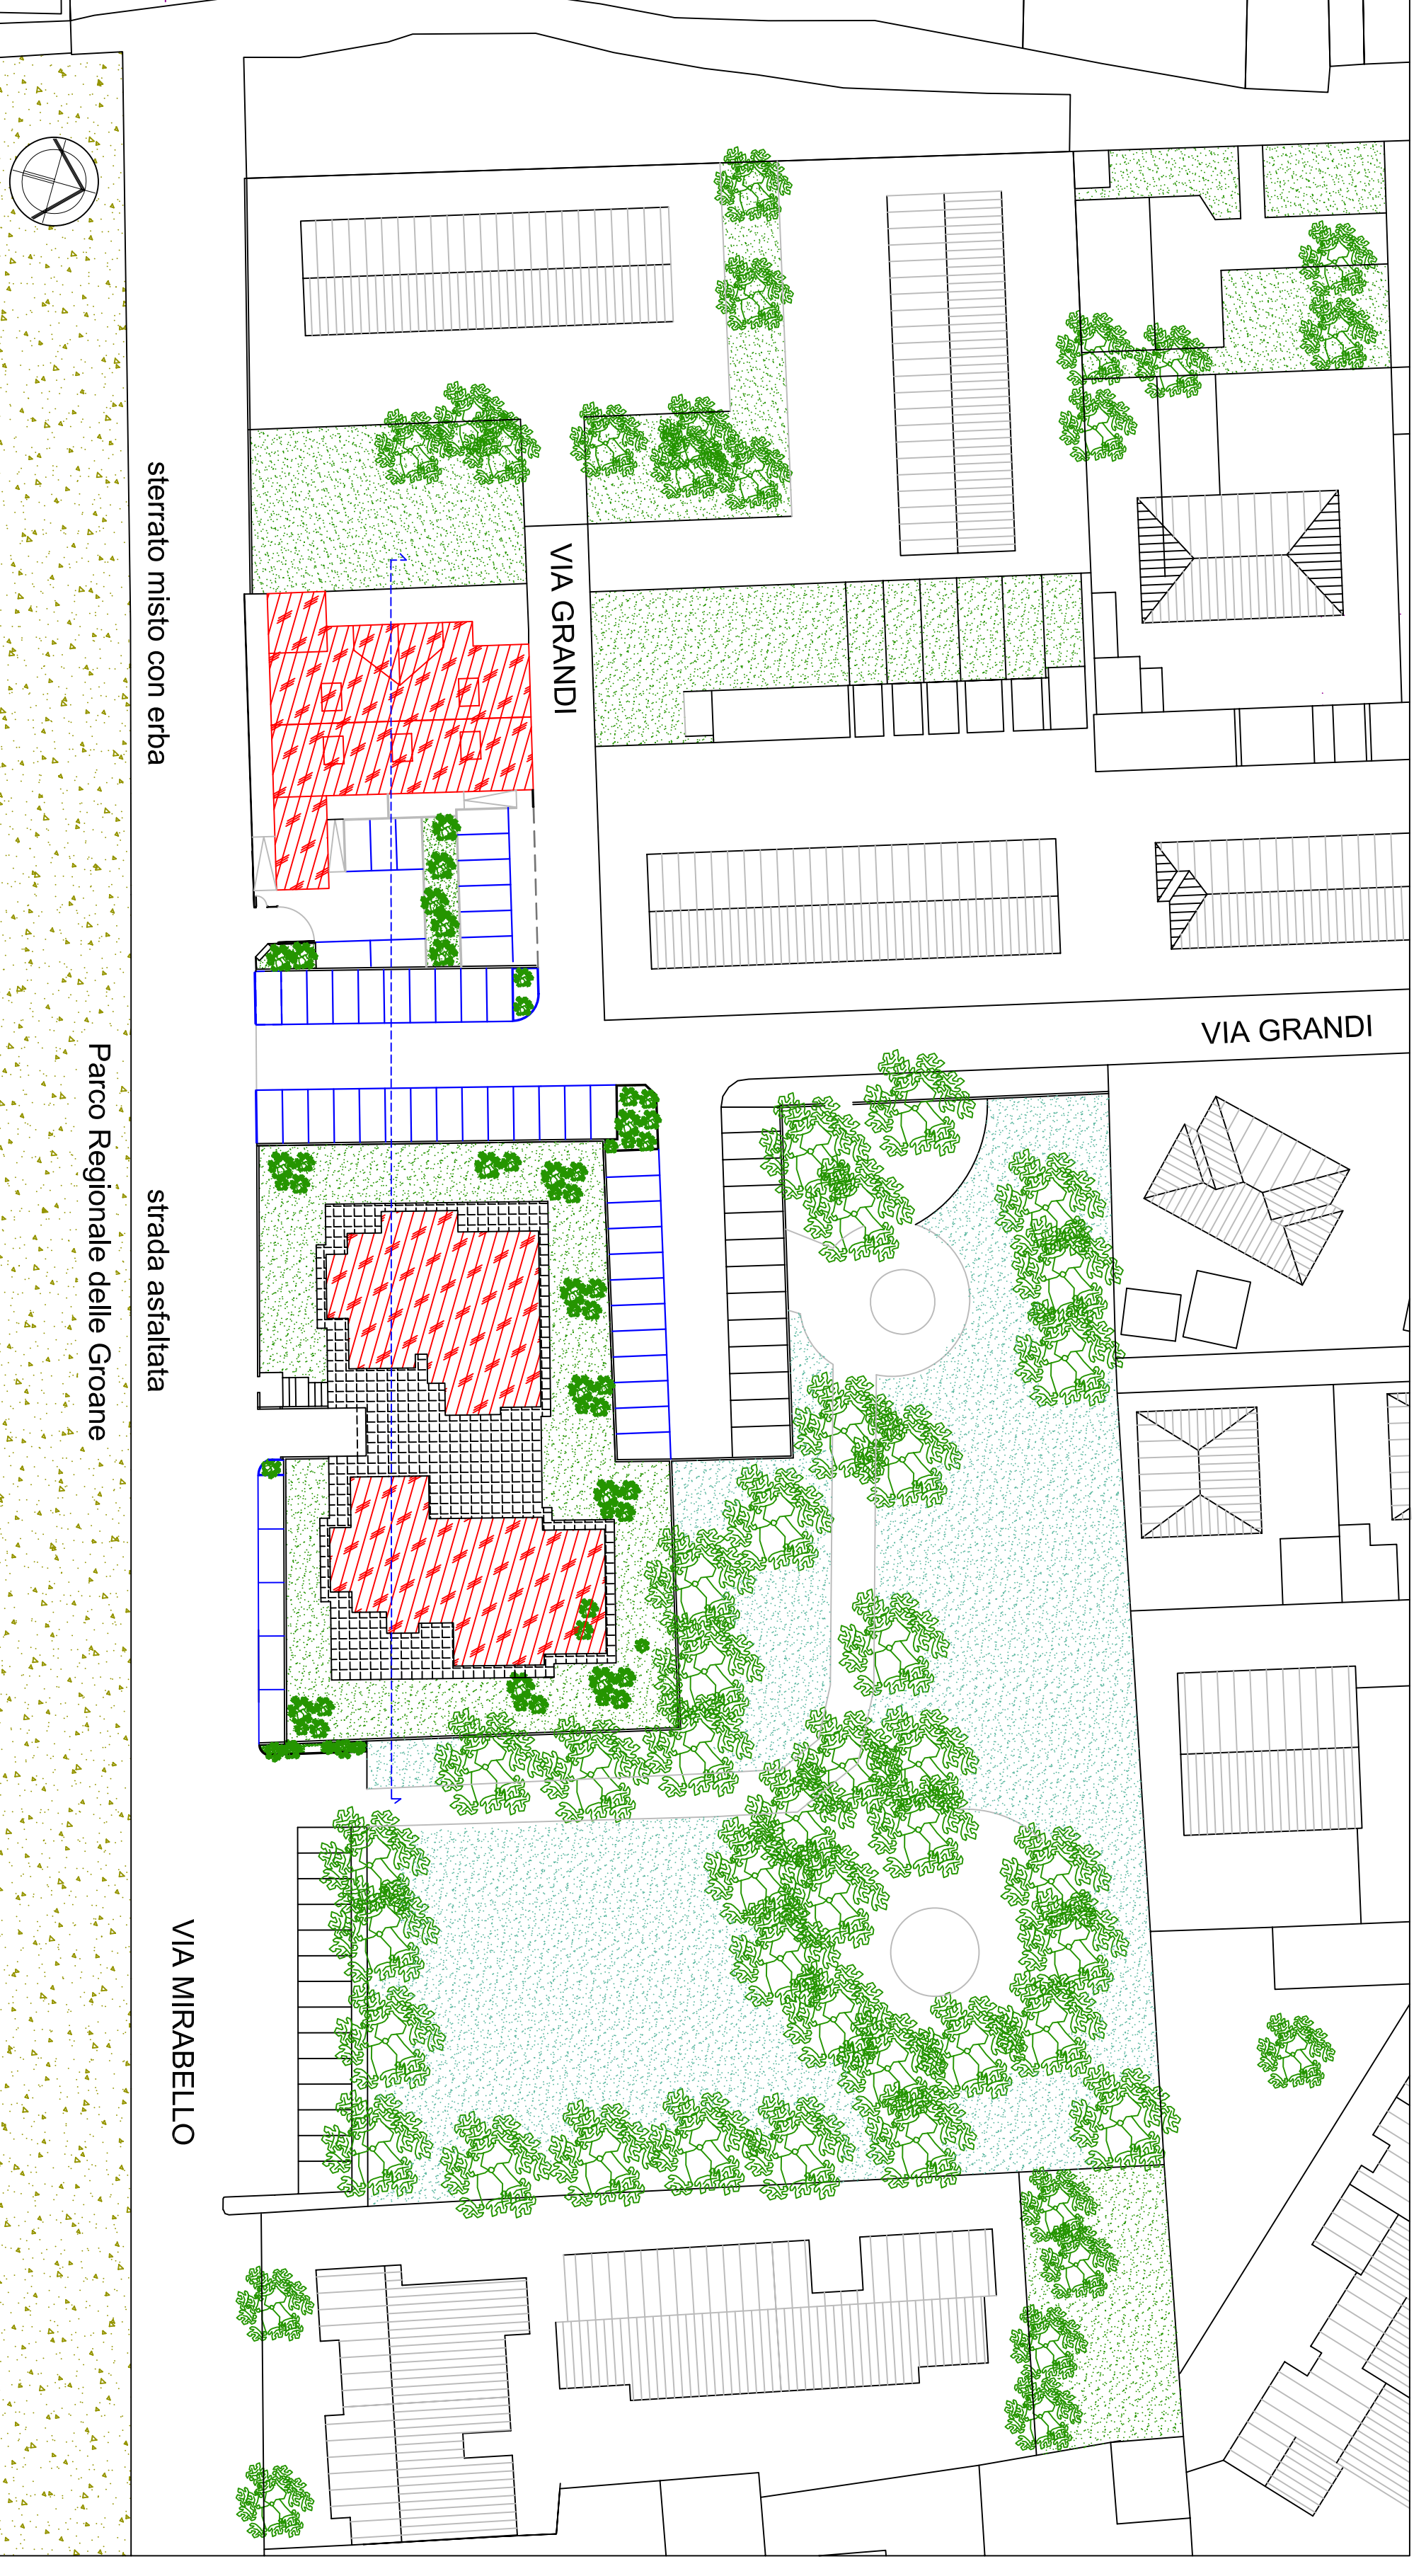 sterrato misto con erba
VIA GRANDI
VIA GRANDI
Parco Regionale delle Groane
strada asfaltata
VIA MIRABELLO